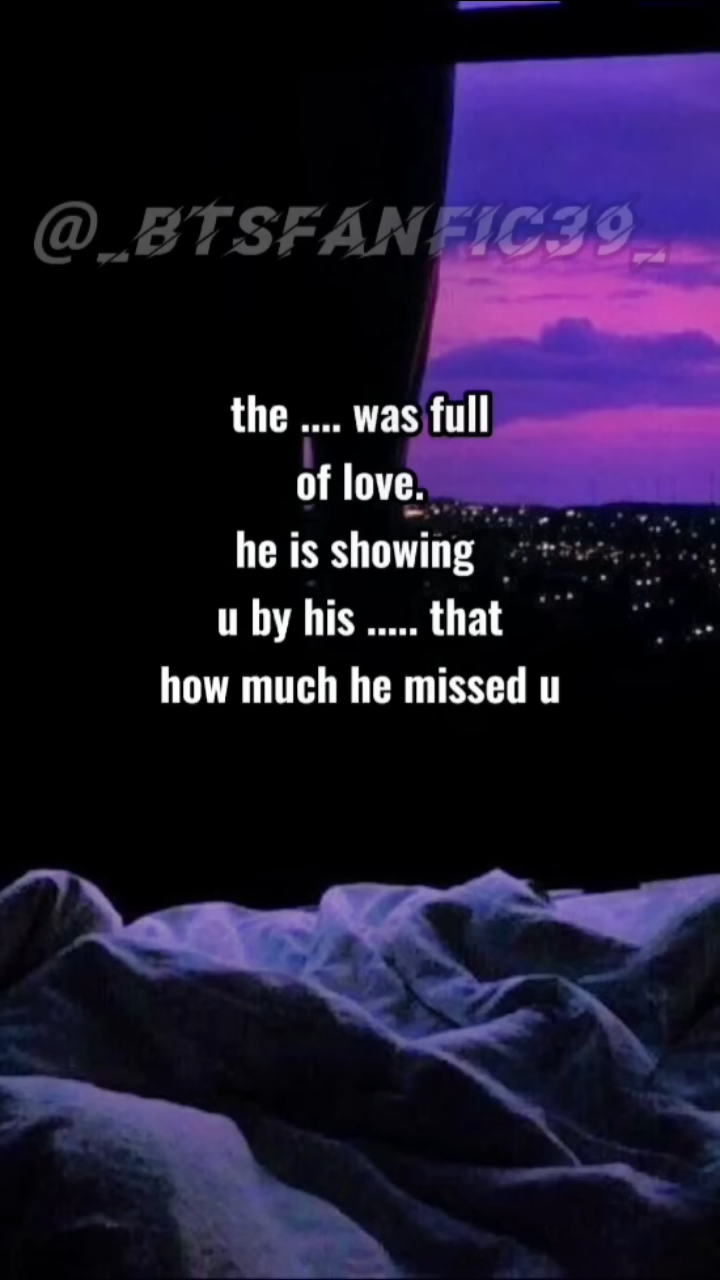 @_BTSFANFIC39_
the .... was full
of love.
he is showing
u by his ..... that
how much he missed u